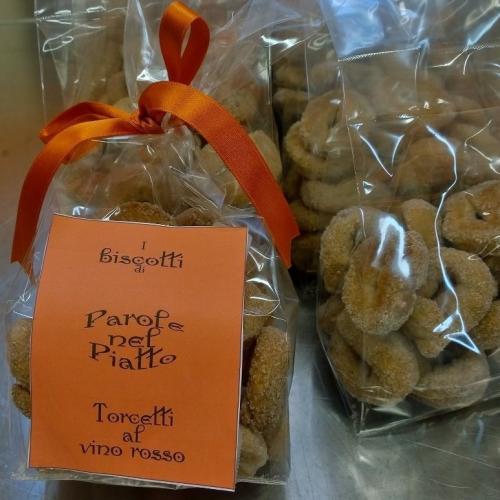 I
biscotti
di
Parole
nel
Piatto
Torcetti
al
vino rosso